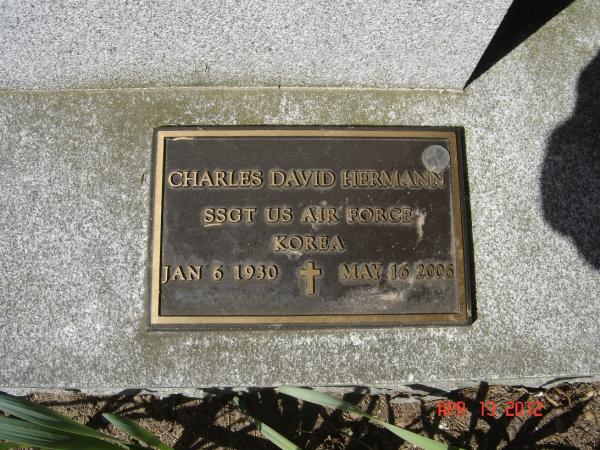 CHARLES DAVID HERMANN
SSGT US AIR FORCE
KOREA
JAN 6 1930 MAY 16 2006
APR 13 2012